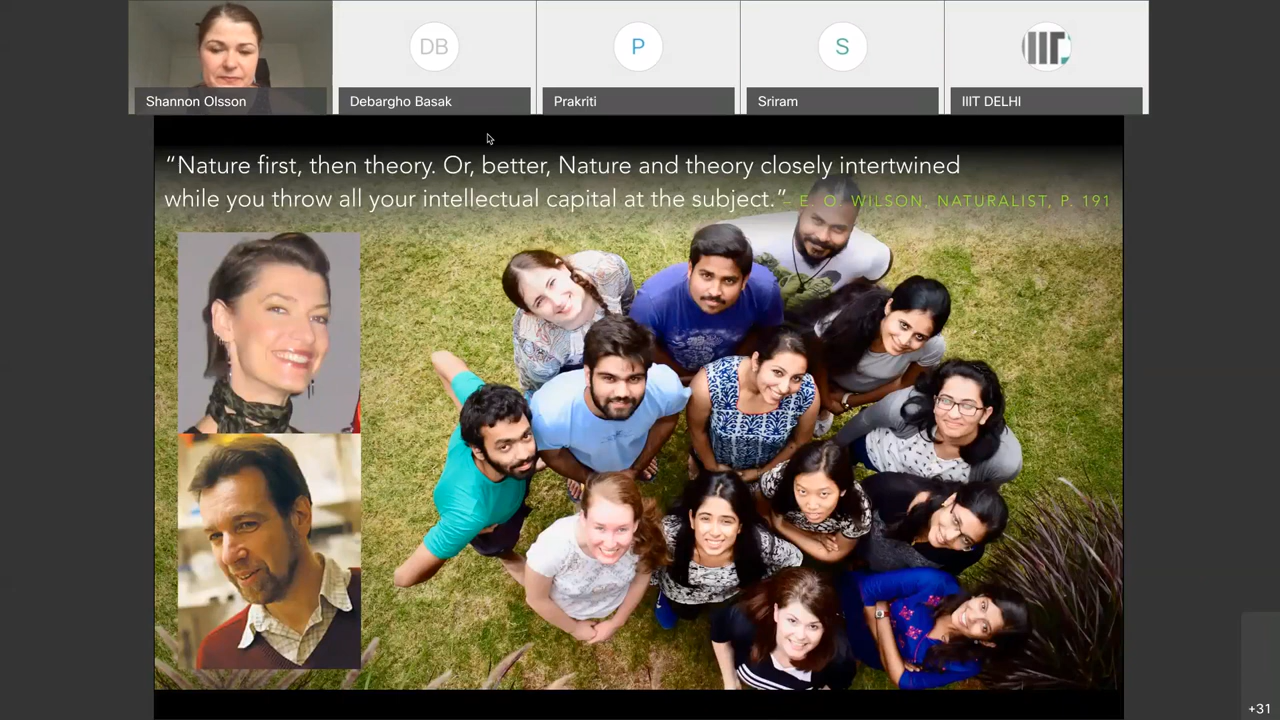 DB
P
S
IIIT
Shannon Olsson
Debargho Basak
Prakriti
Sriram
IIIT DELHI
“Nature first, then theory. Or, better, Nature and theory closely intertwined
while you throw all your intellectual capital at the subject.” – E. O. WILSON, NATURALIST, P. 191
+31